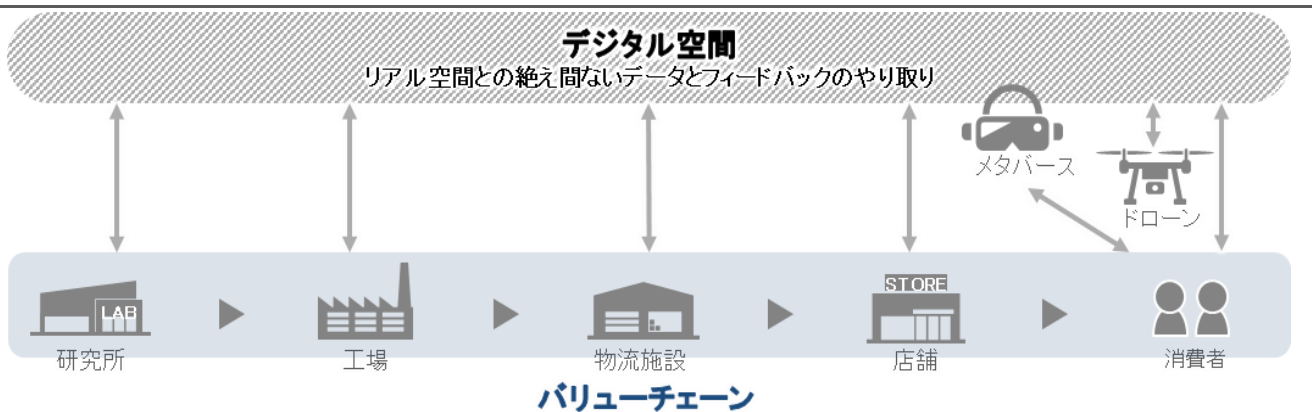 デジタル空間
リアル空間との絶え間ないデータとフィードバックのやり取り
メタバース
ドローン
LAB
STORE
研究所
工場
物流施設
店舗
消費者
バリューチェーン